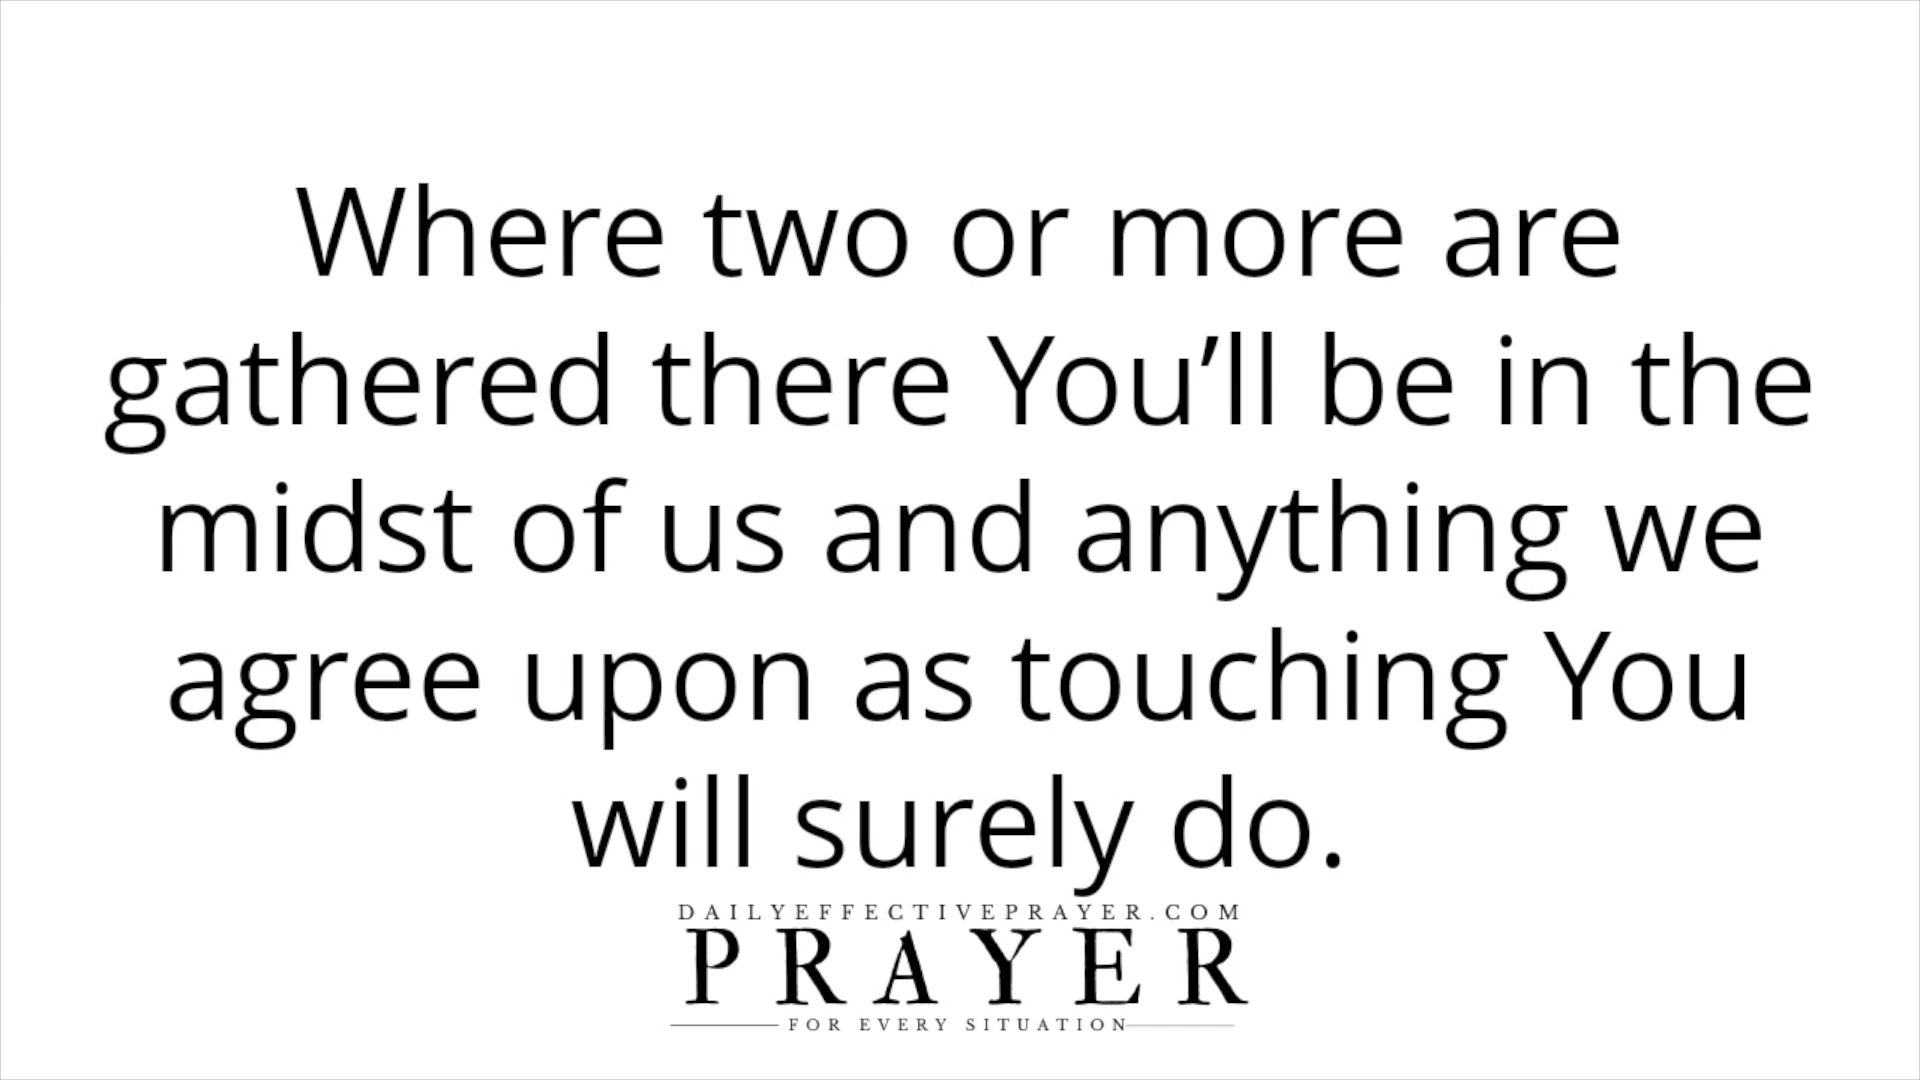 Where two or more are
gathered there You’ll be in the
midst of us and anything we
agree upon as touching You
will surely do.
DAILYEFFECTIVEPRAYER.COM
PRAYER
FOR EVERY SITUATION